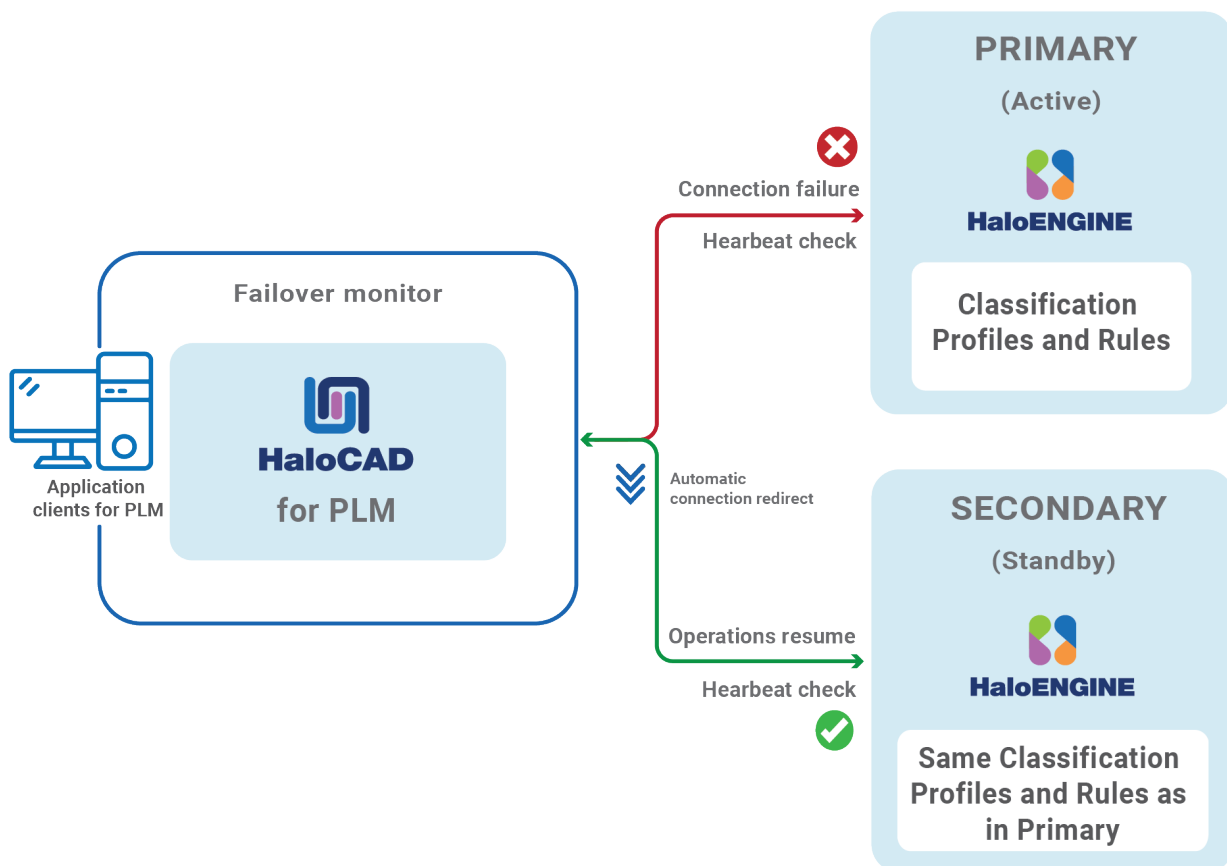 PRIMARY
(Active)
HaloENGINE
Classification
Profiles and Rules
Connection failure
Hearbeat check
Failover monitor
HaloCAD
for PLM
Application
clients for PLM
Automatic
connection redirect
Operations resume
Hearbeat check
SECONDARY
(Standby)
HaloENGINE
Same Classification
Profiles and Rules as
in Primary